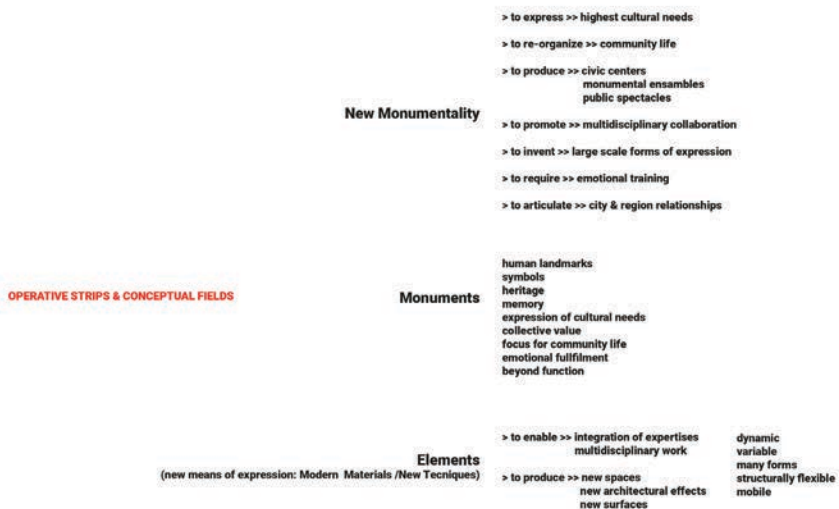 New Monumentality
> to express >> highest cultural needs
> to re-organize >> community life
> to produce >> civic centers
monumental ensambles
public spectacles
> to promote >> multidisciplinary collaboration
> to invent >> large scale forms of expression
> to require >> emotional training
> to articulate >> city & region relationships
OPERATIVE STRIPS & CONCEPTUAL FIELDS
Monuments
human landmarks
symbols
heritage
memory
expression of cultural needs
collective value
focus for community life
emotional fullfilment
beyond function
Elements
(new means of expression: Modern Materials /New Tecniques)
> to enable >> integration of expertises
multidisciplinary work
> to produce >> new spaces
new architectural effects
new surfaces
dynamic
variable
many forms
structurally flexible
mobile